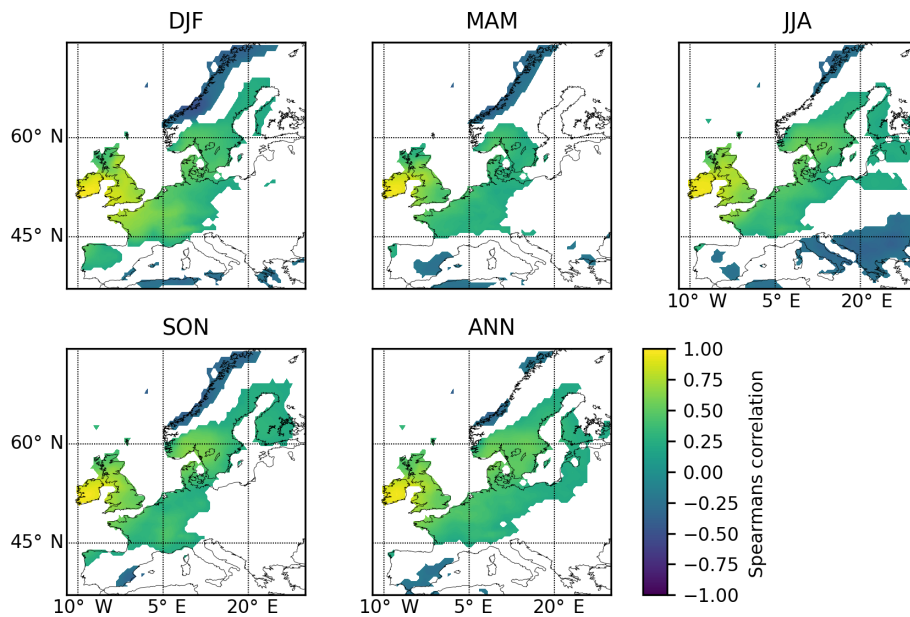 DJF
MAM
JJA
60° N
45° N
10° W 5° E 20° E
SON
ANN
60° N
45° N
10° W 5° E 20° E
10° W 5° E 20° E
1.00
0.75
0.50
0.25
0.00
−0.25
−0.50
−0.75
−1.00
Spearmans correlation